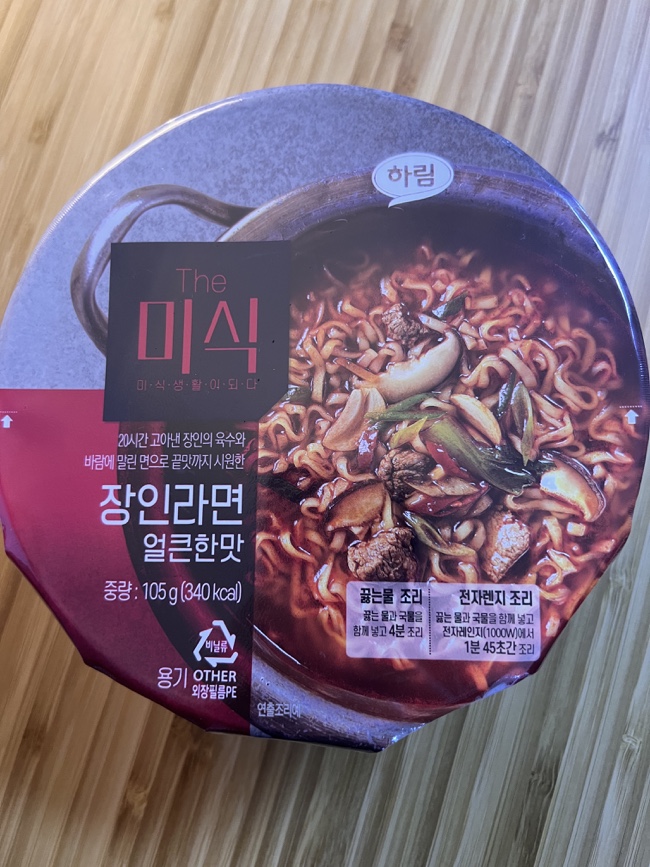 하림
The
미식
미·식·생·활·이·되·다
20시간 고아낸 장인의 육수와
바람에 말린 면으로 끝맛까지 시원한
장인라면
얼큰한맛
중량 : 105 g (340 kcal)
비닐류
용기 OTHER
외장필름PE
끓는물 조리
끓는 물과 국물을
함께 넣고 4분 조리
전자렌지 조리
끓는 물과 국물을 함께 넣고
전자레인지(1000W)에서
1분 45초간 조리
연출조리예